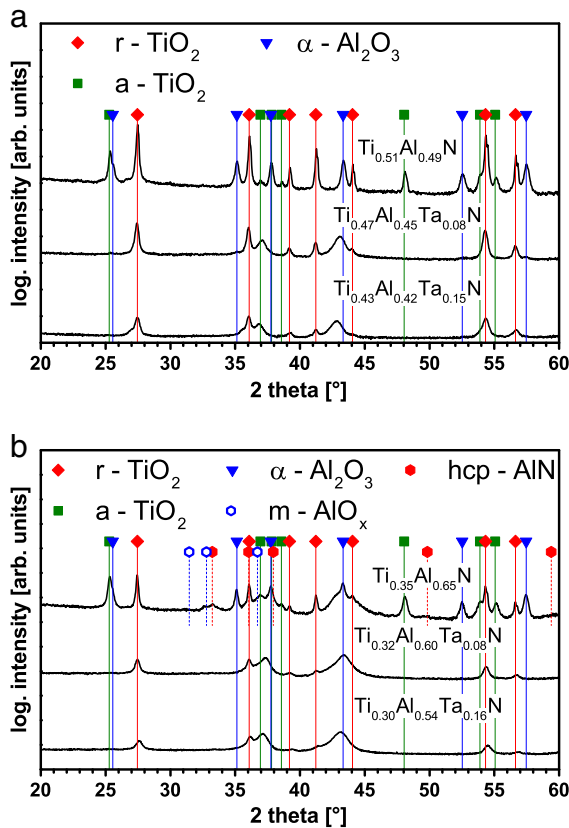 a
r - TiO2 α - Al2O3
a - TiO2
log. intensity [arb. units]
Ti0.51Al0.49N
Ti0.47Al0.45Ta0.08N
Ti0.43Al0.42Ta0.15N
20 25 30 35 40 45 50 55 60
2 theta [°]
b
r - TiO2 α - Al2O3 hcp - AlN
a - TiO2 m - AlOx
log. intensity [arb. units]
Ti0.35Al0.65N
Ti0.32Al0.60Ta0.08N
Ti0.30Al0.54Ta0.16N
20 25 30 35 40 45 50 55 60
2 theta [°]